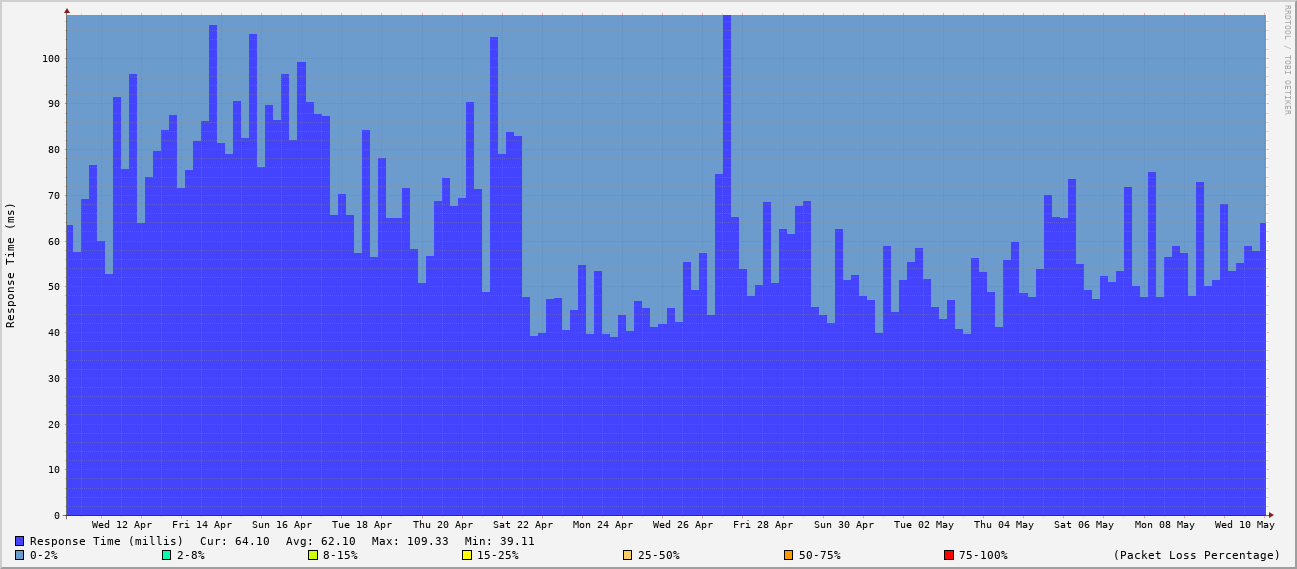 RRDTOOL / TOBI OETIKER
Response Time (ms)
100
90
80
70
60
50
40
30
20
10
0
Wed 12 Apr Fri 14 Apr Sun 16 Apr Tue 18 Apr Thu 20 Apr Sat 22 Apr Mon 24 Apr Wed 26 Apr Fri 28 Apr Sun 30 Apr Tue 02 May Thu 04 May Sat 06 May Mon 08 May Wed 10 May
Response Time (millis) Cur: 64.10 Avg: 62.10 Max: 109.33 Min: 39.11
0-2% 2-8% 8-15% 15-25% 25-50% 50-75% 75-100% (Packet Loss Percentage)